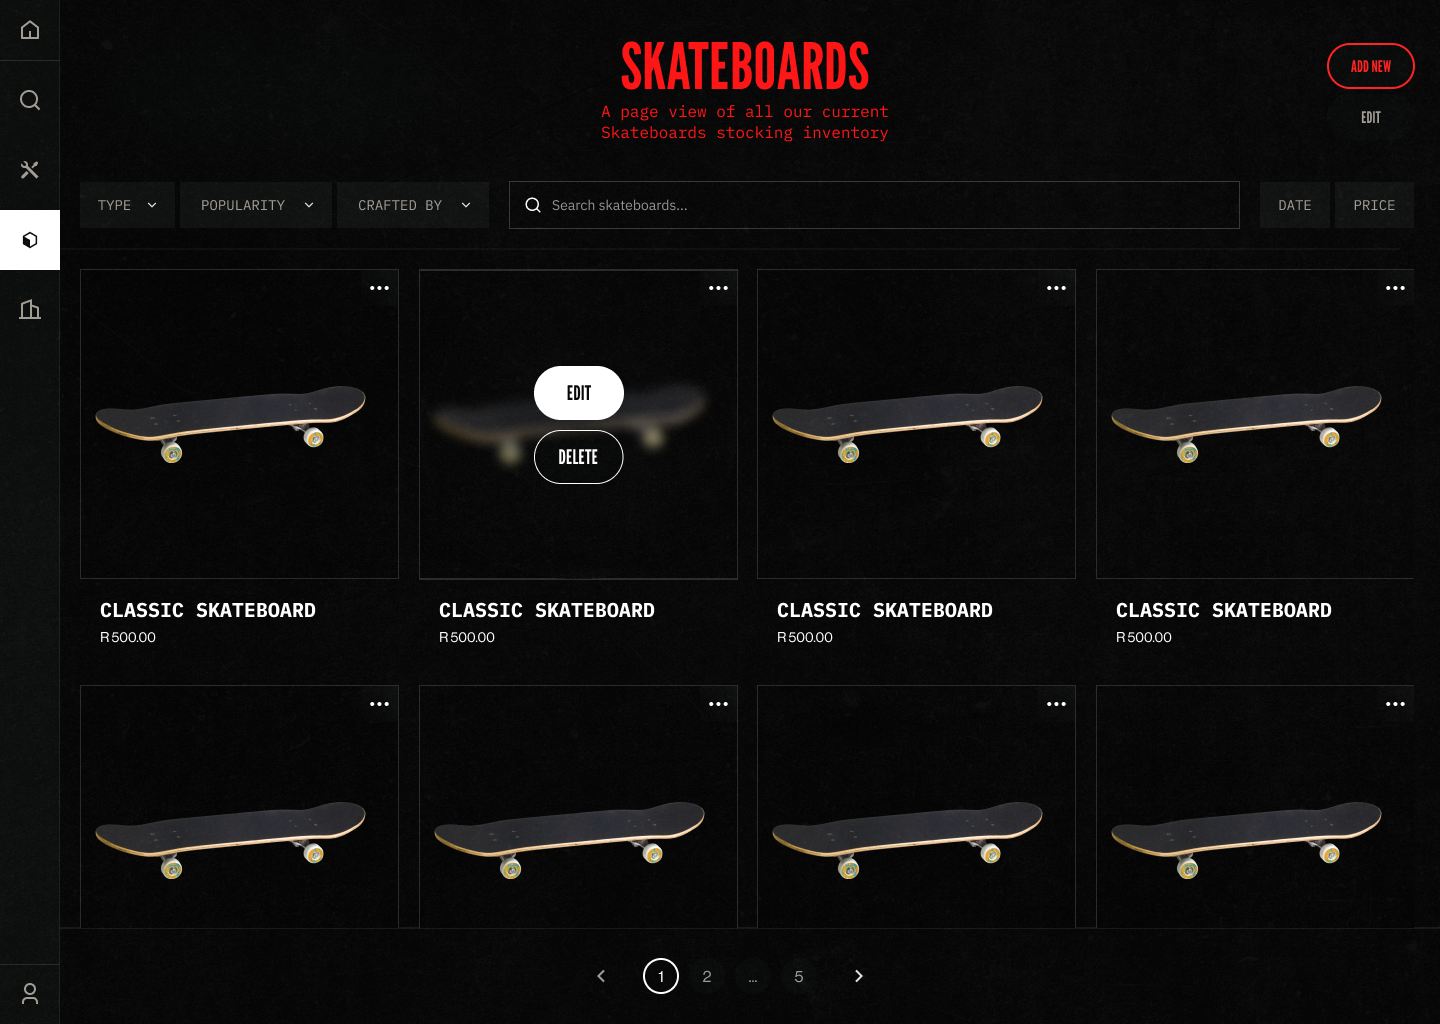 SKATEBOARDS
A page view of all our current
Skateboards stocking inventory
ADD NEW
EDIT
TYPE
POPULARITY
CRAFTED BY
Search skateboards...
DATE
PRICE
EDIT
DELETE
CLASSIC SKATEBOARD
R500.00
CLASSIC SKATEBOARD
R500.00
CLASSIC SKATEBOARD
R500.00
CLASSIC SKATEBOARD
R500.00
1
2
...
5